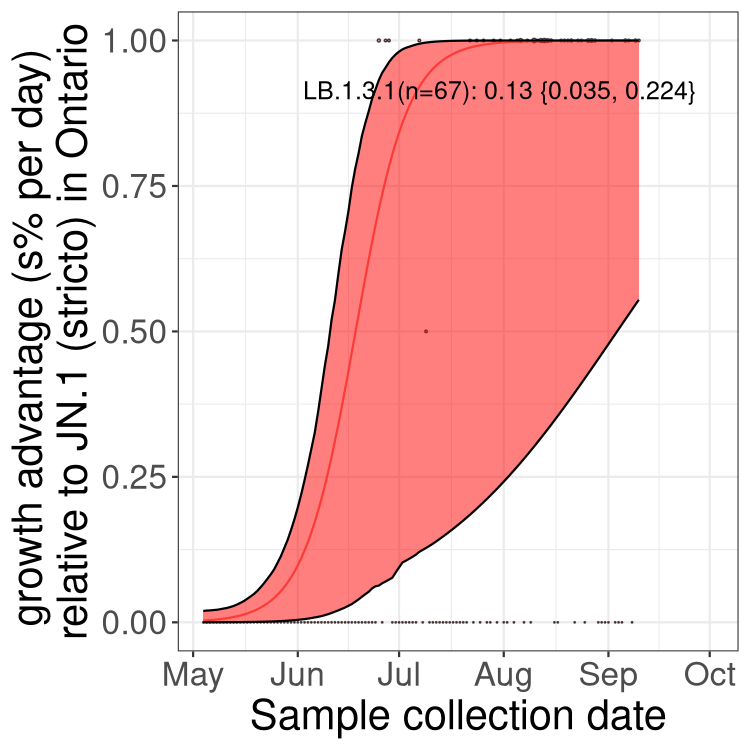 growth advantage (s% per day)
relative to JN.1 (stricto) in Ontario
1.00
0.75
0.50
0.25
0.00
LB.1.3.1(n=67): 0.13 {0.035, 0.224}
May Jun Jul Aug Sep Oct
Sample collection date